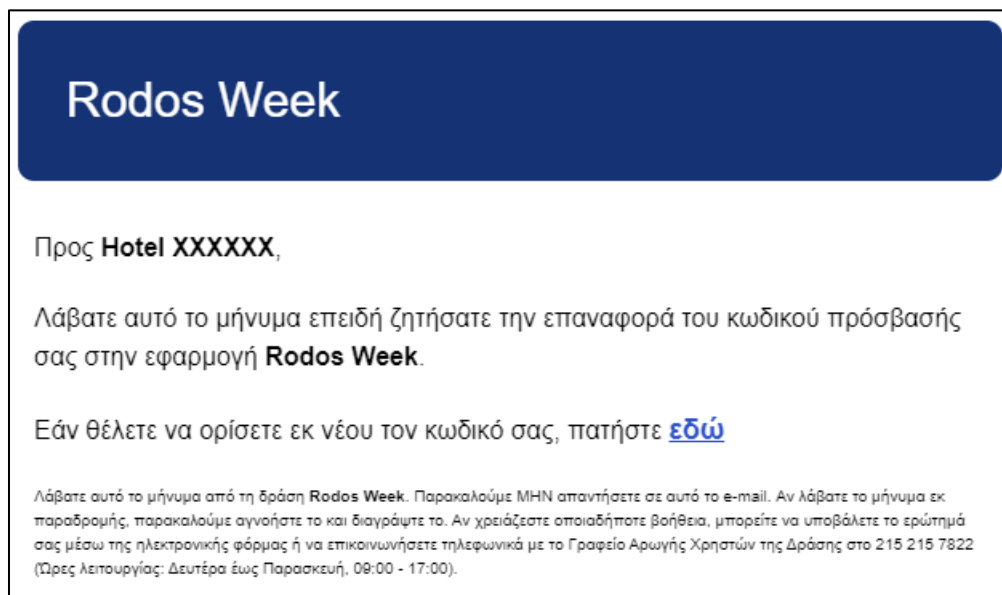 Rodos Week
Προς Hotel XXXXXX,
Λάβατε αυτό το μήνυμα επειδή ζητήσατε την επαναφορά του κωδικού πρόσβασής
σας στην εφαρμογή Rodos Week.
Εάν θέλετε να ορίσετε εκ νέου τον κωδικό σας, πατήστε εδώ
Λάβατε αυτό το μήνυμα από τη δράση Rodos Week. Παρακαλούμε ΜΗΝ απαντήσετε σε αυτό το e-mail. Αν λάβατε το μήνυμα εκ
παραδρομής, παρακαλούμε αγνοήστε το και διαγράψτε το. Αν χρειάζεστε οποιαδήποτε βοήθεια, μπορείτε να υποβάλετε το ερώτημά
σας μέσω της ηλεκτρονικής φόρμας ή να επικοινωνήσετε τηλεφωνικά με το Γραφείο Αρωγής Χρηστών της Δράσης στο 215 215 7822
(Ώρες λειτουργίας: Δευτέρα έως Παρασκευή, 09:00 - 17:00).